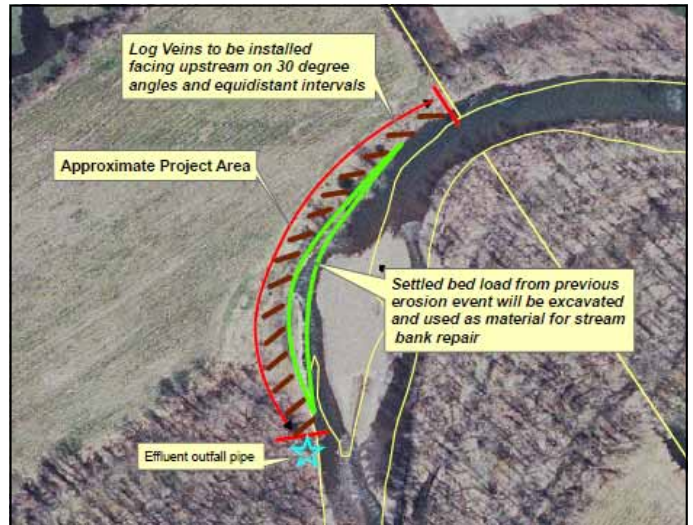 Log Veins to be installed
facing upstream on 30 degree
angles and equidistant intervals
Approximate Project Area
Settled bed load from previous
erosion event will be excavated
and used as material for stream
bank repair
Effluent outfall pipe